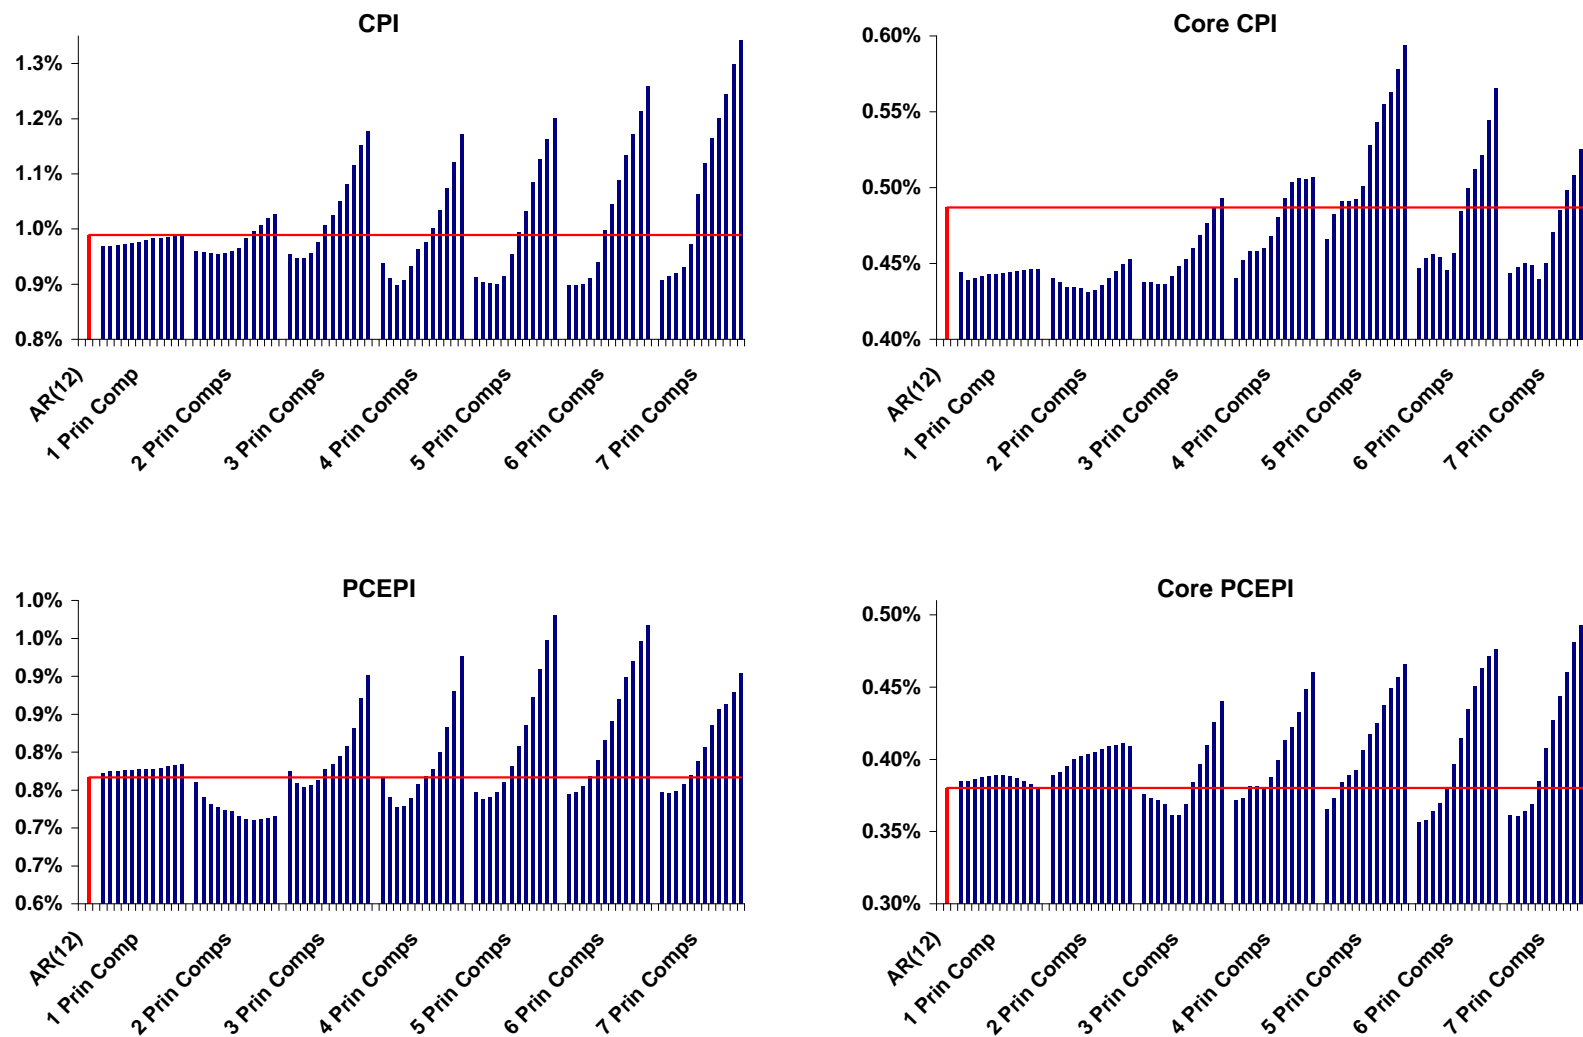 CPI
1.3%
1.2%
1.1%
1.0%
0.9%
0.8%
AR(12)
1 Prin Comp
2 Prin Comps
3 Prin Comps
4 Prin Comps
5 Prin Comps
6 Prin Comps
7 Prin Comps
Core CPI
0.60%
0.55%
0.50%
0.45%
0.40%
AR(12)
1 Prin Comp
2 Prin Comps
3 Prin Comps
4 Prin Comps
5 Prin Comps
6 Prin Comps
7 Prin Comps
PCEPI
1.0%
1.0%
0.9%
0.9%
0.8%
0.8%
0.7%
0.7%
0.6%
AR(12)
1 Prin Comp
2 Prin Comps
3 Prin Comps
4 Prin Comps
5 Prin Comps
6 Prin Comps
7 Prin Comps
Core PCEPI
0.50%
0.45%
0.40%
0.35%
0.30%
AR(12)
1 Prin Comp
2 Prin Comps
3 Prin Comps
4 Prin Comps
5 Prin Comps
6 Prin Comps
7 Prin Comps